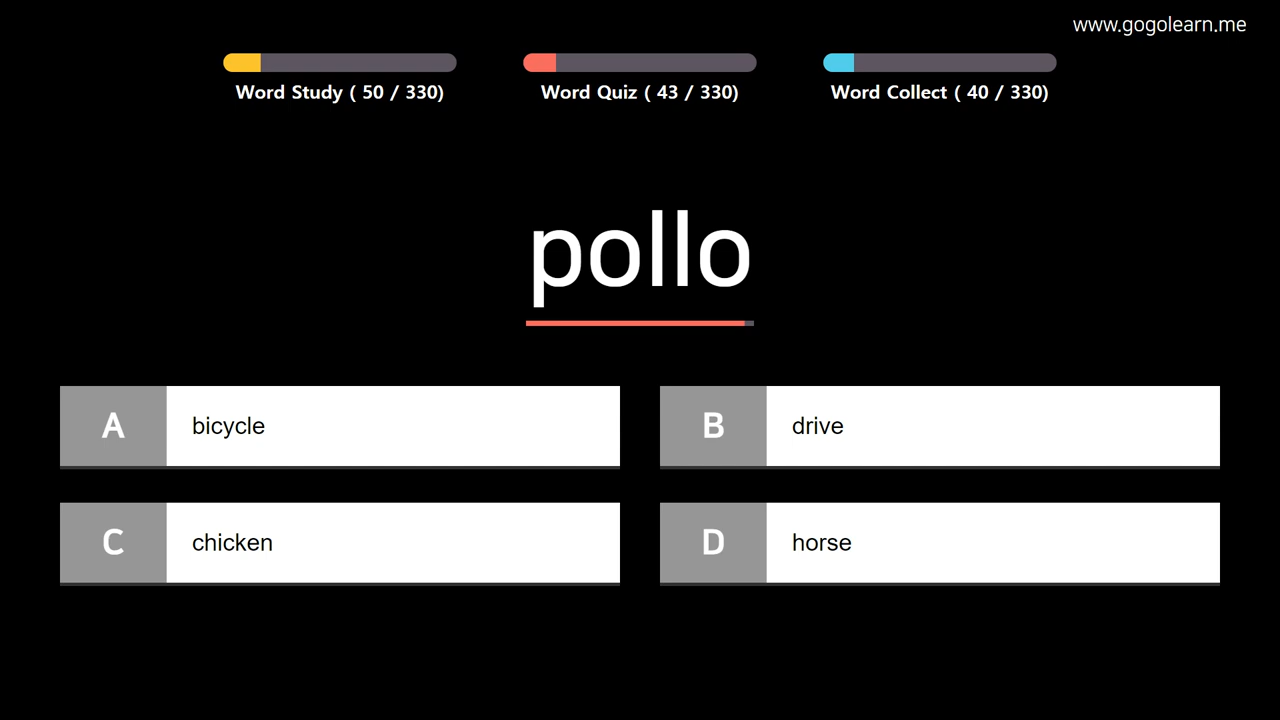 www.gogolearn.me
Word Study ( 50 / 330)
Word Quiz ( 43 / 330)
Word Collect ( 40 / 330)
pollo
A bicycle
B drive
C chicken
D horse